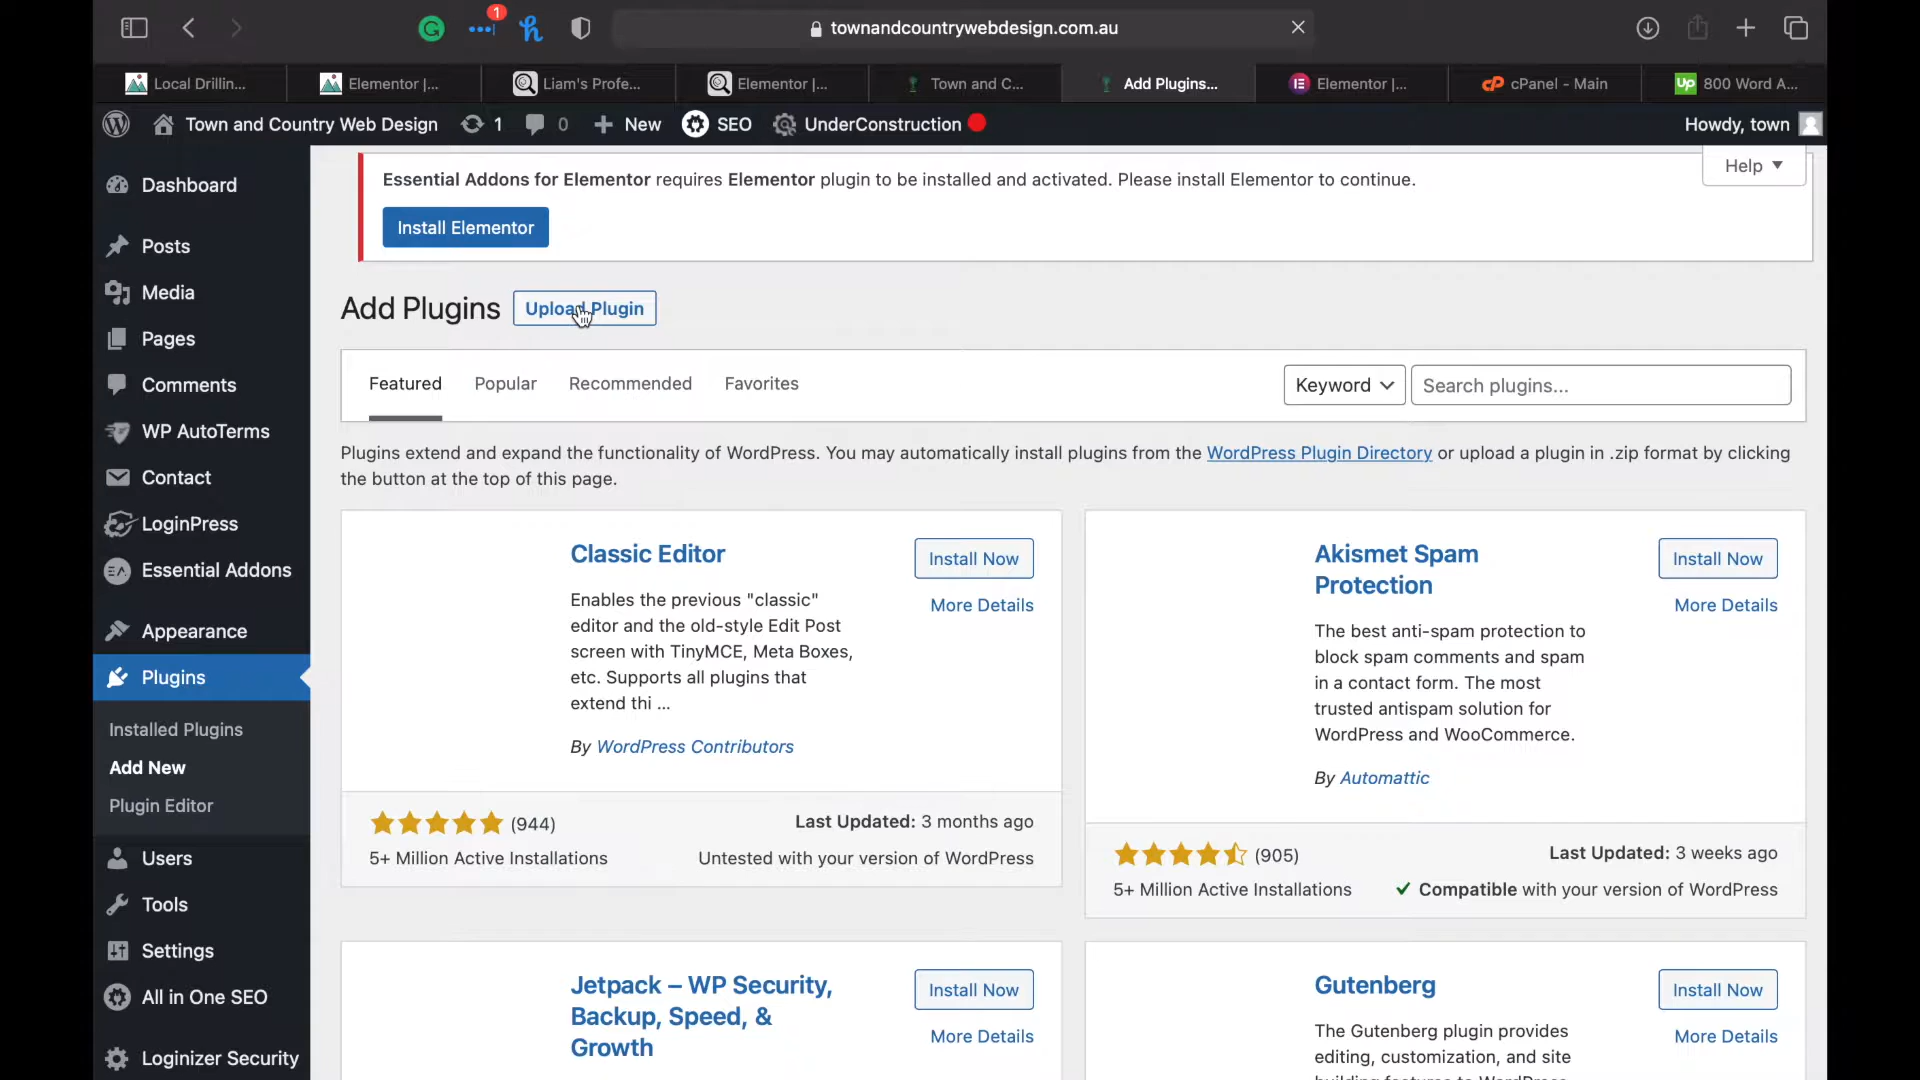 1
townandcountrywebdesign.com.au
Local Drillin...
Elementor |...
Liam's Profe...
Elementor |...
Town and C...
Add Plugins...
Elementor |...
cP cPanel - Main
Up 800 Word A...
Town and Country Web Design
1
0
New
SEO
UnderConstruction
Howdy, town
Help
Essential Addons for Elementor requires Elementor plugin to be installed and activated. Please install Elementor to continue.
Install Elementor
Add Plugins
Upload Plugin
Featured
Popular
Recommended
Favorites
Keyword
Search plugins...
Plugins extend and expand the functionality of WordPress. You may automatically install plugins from the WordPress Plugin Directory or upload a plugin in .zip format by clicking
the button at the top of this page.
Dashboard
Posts
Media
Pages
Comments
WP AutoTerms
Contact
LoginPress
Essential Addons
Appearance
Plugins
Installed Plugins
Add New
Plugin Editor
Users
Tools
Settings
All in One SEO
Loginizer Security
Classic Editor
Install Now
More Details
Enables the previous "classic"
editor and the old-style Edit Post
screen with TinyMCE, Meta Boxes,
etc. Supports all plugins that
extend thi ...
By WordPress Contributors
(944)
Last Updated: 3 months ago
5+ Million Active Installations
Untested with your version of WordPress
Akismet Spam
Protection
Install Now
More Details
The best anti-spam protection to
block spam comments and spam
in a contact form. The most
trusted antispam solution for
WordPress and WooCommerce.
By Automattic
(905)
Last Updated: 3 weeks ago
5+ Million Active Installations
Compatible with your version of WordPress
Jetpack – WP Security,
Backup, Speed, &
Growth
Install Now
More Details
Gutenberg
Install Now
More Details
The Gutenberg plugin provides
editing, customization, and site
building features to WordPress